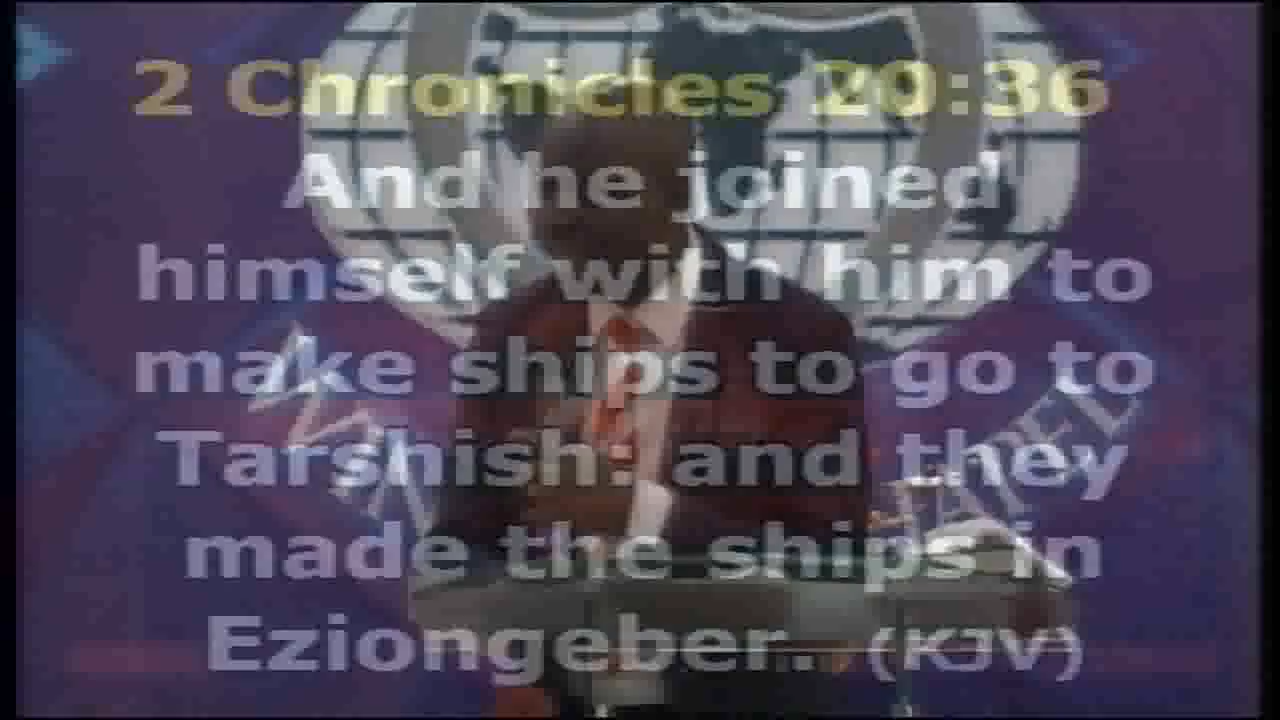 2 Chronicles 20:36
And he joined
himself with him to
make ships to go to
Tarshish: and they
made the ships in
Eziongeber. (KJV)